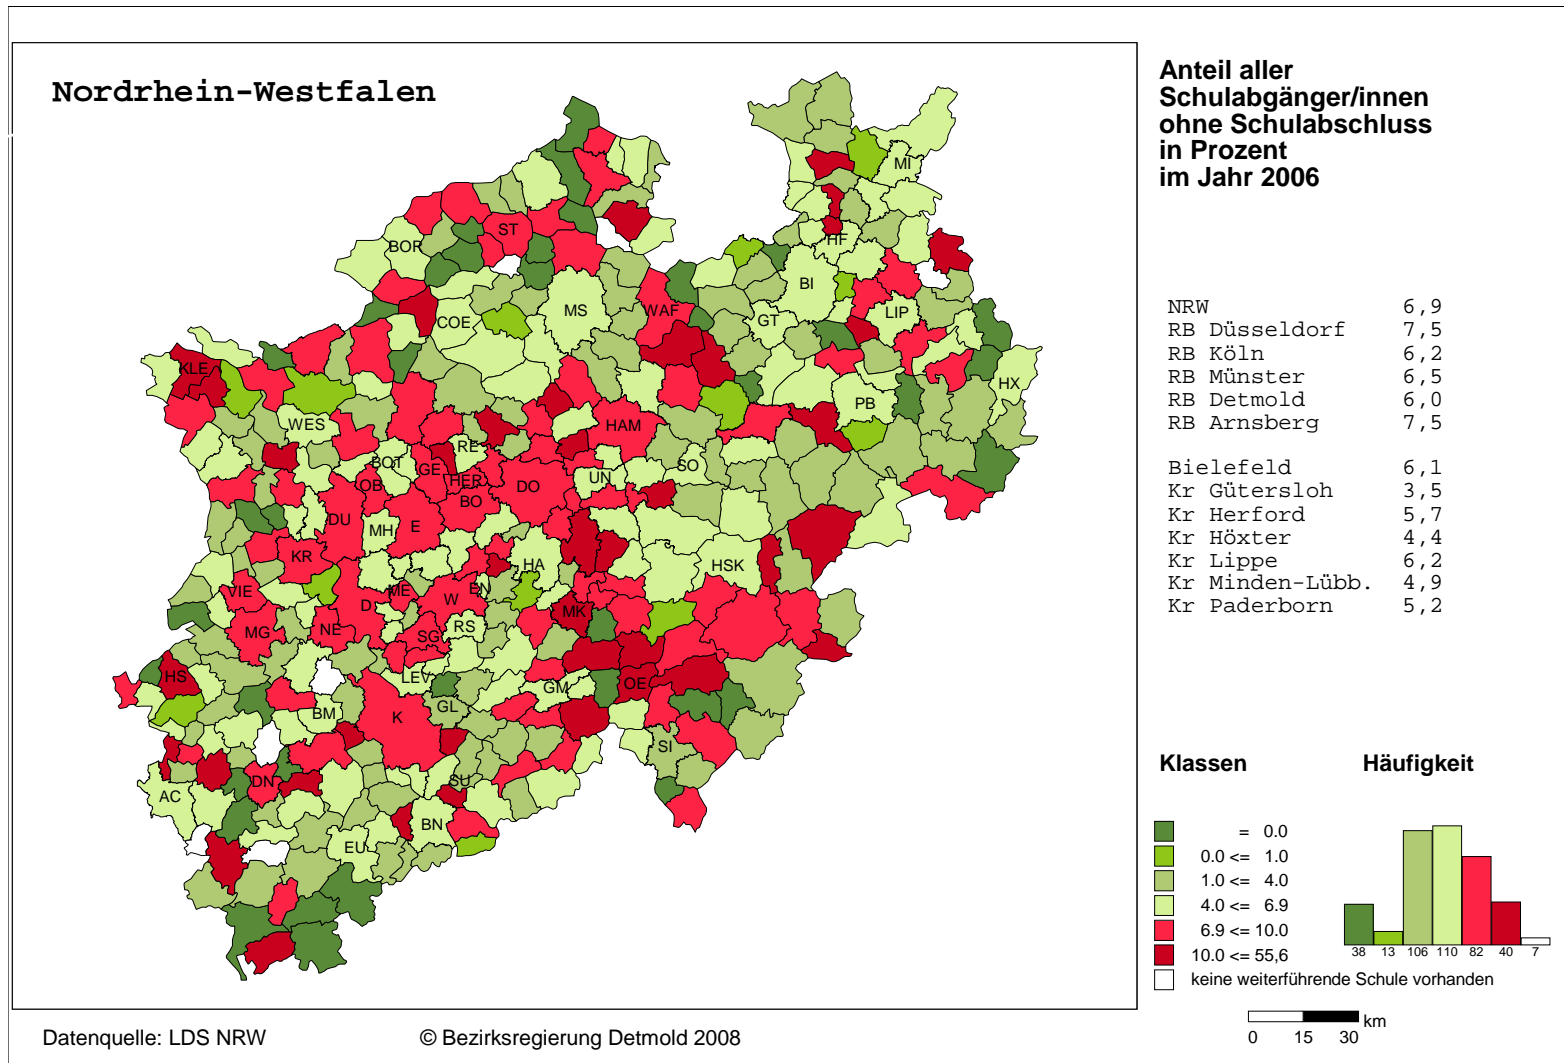 Nordrhein-Westfalen
Anteil aller
Schulabgänger/innen
ohne Schulabschluss
in Prozent
im Jahr 2006
NRW 6,9
RB Düsseldorf 7,5
RB Köln 6,2
RB Münster 6,5
RB Detmold 6,0
RB Arnsberg 7,5
Bielefeld 6,1
Kr Gütersloh 3,5
Kr Herford 5,7
Kr Höxter 4,4
Kr Lippe 6,2
Kr Minden-Lübb. 4,9
Kr Paderborn 5,2
MI
ST
HF
BOR
BI
MS
WAF
LIP
COE
GT
KLE
HX
PB
WES
HAM
RE
BOT
GE
SO
HER
UN
OB
DO
BO
DU
MH
E
KR
HA
HSK
VIE
ME
EN
W
D
MK
MG
NE
SG
RS
HS
LEV
GM
OE
BM
K
GL
SI
DN
SU
AC
BN
EU
Klassen
= 0.0
0.0 <= 1.0
1.0 <= 4.0
4.0 <= 6.9
6.9 <= 10.0
10.0 <= 55,6
keine weiterführende Schule vorhanden
Häufigkeit
38 13 106 110 82 40 7
km
0 15 30
Datenquelle: LDS NRW © Bezirksregierung Detmold 2008